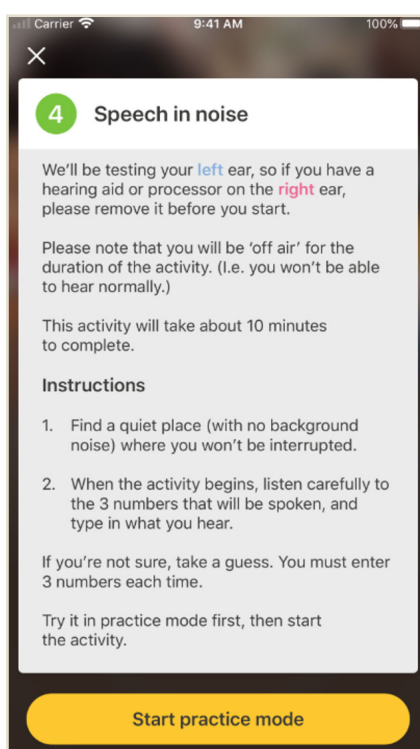 Carrier 9:41 AM 100%
4 Speech in noise
We'll be testing your left ear, so if you have a
hearing aid or processor on the right ear,
please remove it before you start.
Please note that you will be ‘off air’ for the
duration of the activity. (I.e. you won't be able
to hear normally.)
This activity will take about 10 minutes
to complete.
Instructions
1. Find a quiet place (with no background
noise) where you won't be interrupted.
2. When the activity begins, listen carefully to
the 3 numbers that will be spoken, and
type in what you hear.
If you're not sure, take a guess. You must enter
3 numbers each time.
Try it in practice mode first, then start
the activity.
Start practice mode